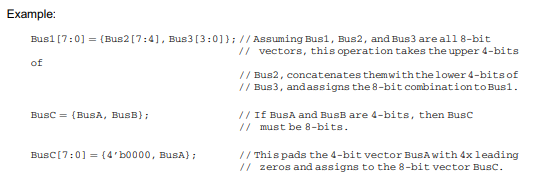 Example:
Bus1[7:0] = {Bus2[7:4], Bus3[3:0]}; // Assuming Bus1, Bus2, and Bus3 are all 8-bit
// vectors, this operation takes the upper 4-bits
of
// Bus2, concatenates them with the lower 4-bits of
// Bus3, and assigns the 8-bit combination to Bus1.
BusC = {BusA, BusB}; // If BusA and BusB are 4-bits, then BusC
// must be 8-bits.
BusC[7:0] = {4'b0000, BusA}; // This pads the 4-bit vector BusA with 4x leading
// zeros and assigns to the 8-bit vector BusC.